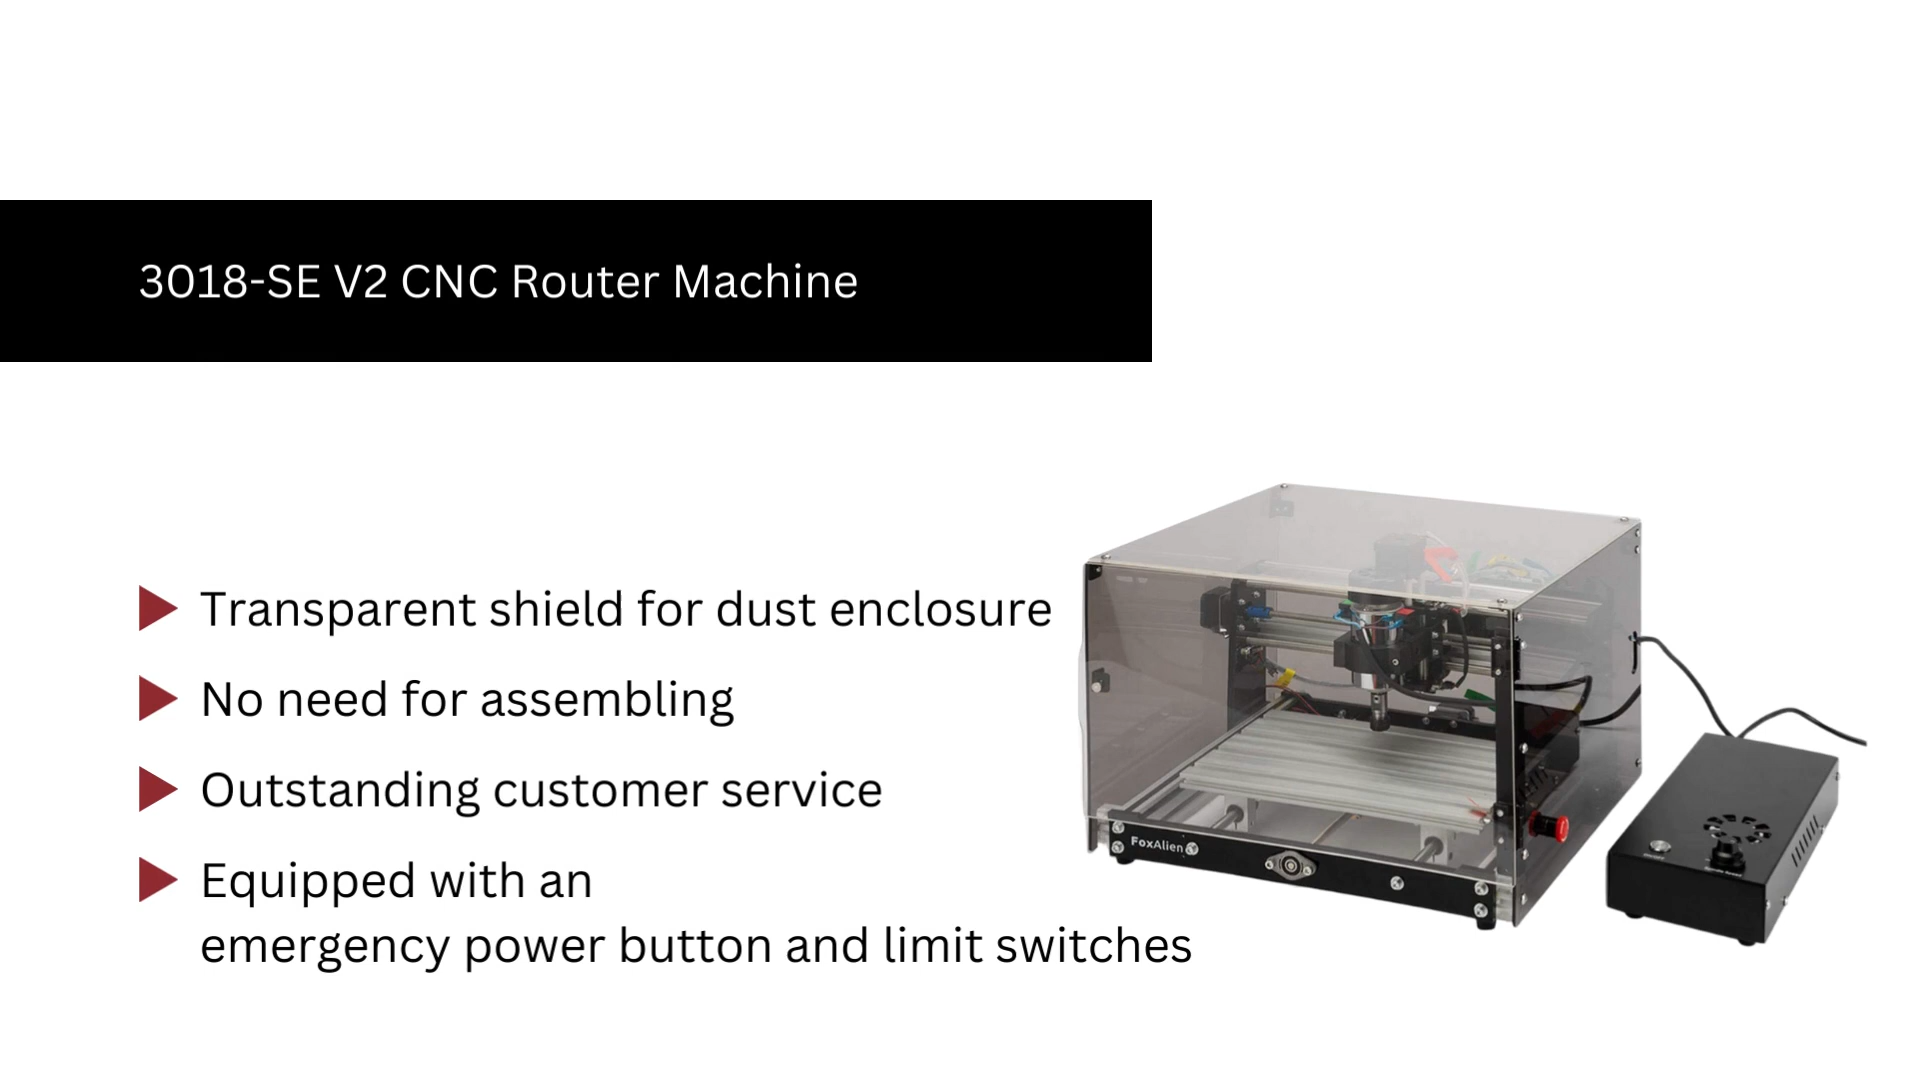 3018-SE V2 CNC Router Machine
Transparent shield for dust enclosure
No need for assembling
Outstanding customer service
Equipped with an
emergency power button and limit switches
FoxAlien